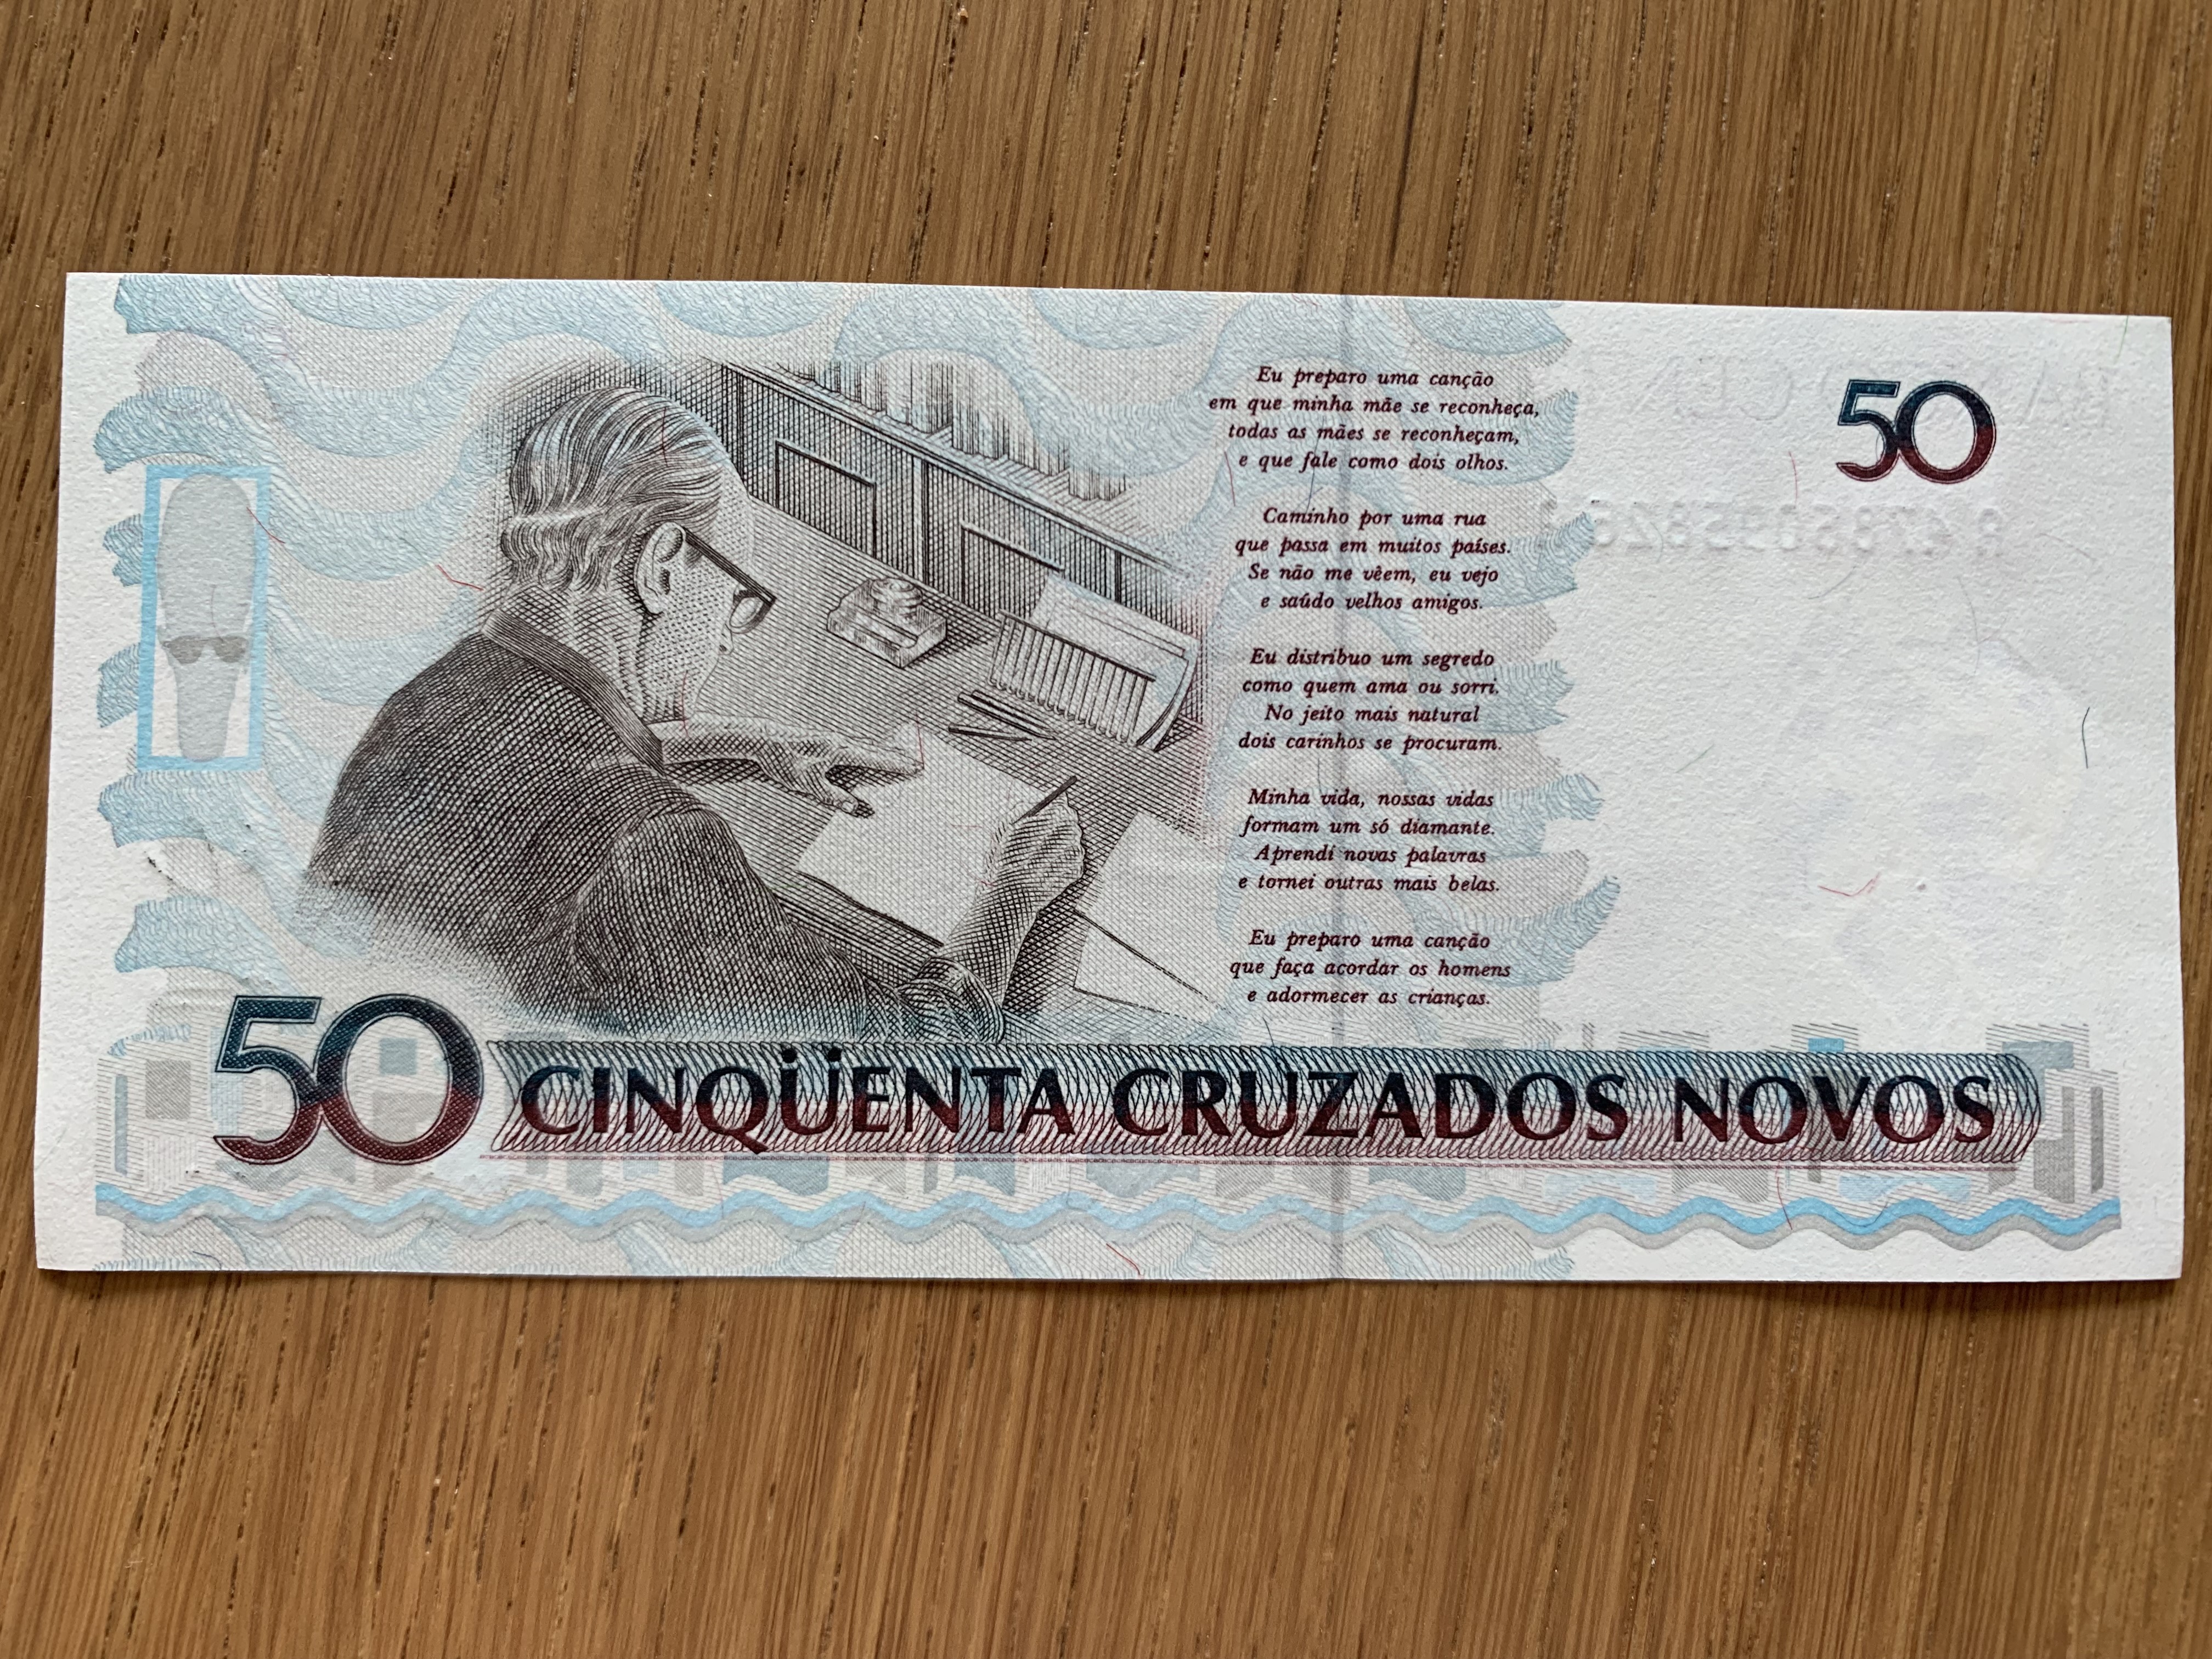 Eu preparo uma canção
em que minha mãe se reconheça,
todas as mães se reconheçam,
e que fale como dois olhos.
Caminho por uma rua
que passa em muitos países.
Se não me vêem, eu vejo
e saúdo velhos amigos.
Eu distribuo um segredo
como quem ama ou sorri.
No jeito mais natural
dois carinhos se procuram.
Minha vida, nossas vidas
formam um só diamante.
Aprendi novas palavras
e tornei outras mais belas.
Eu preparo uma canção
que faça acordar os homens
e adormecer as crianças.
50
50 CINQÜENTA CRUZADOS NOVOS